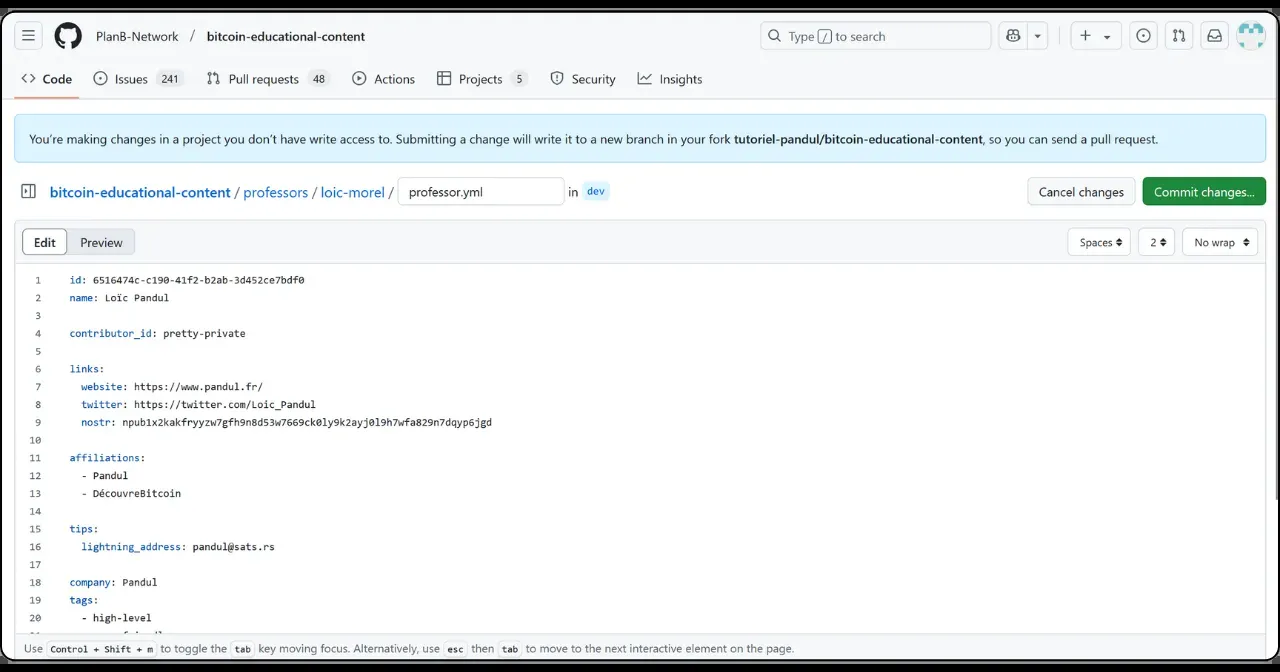 PlanB-Network / bitcoin-educational-content
Type / to search
Code
Issues 241
Pull requests 48
Actions
Projects 5
Security
Insights
You're making changes in a project you don't have write access to. Submitting a change will write it to a new branch in your fork tutoriel-pandul/bitcoin-educational-content, so you can send a pull request.
bitcoin-educational-content / professors / loic-morel / professor.yml in dev
Cancel changes
Commit changes...
Edit
Preview
Spaces
2
No wrap
1 id: 6516474c-c190-41f2-b2ab-3d452ce7bdf0
2 name: Loïc Pandul
3
4 contributor_id: pretty-private
5
6 links:
7 website: https://www.pandul.fr/
8 twitter: https://twitter.com/Loic_Pandul
9 nostr: npub1x2kakfryyzw7gfh9n8d53w7669ck0ly9k2ayj0l9h7wfa829n7dqyp6jgd
10
11 affiliations:
12 - Pandul
13 - DécouvreBitcoin
14
15 tips:
16 lightning_address: pandul@sats.rs
17
18 company: Pandul
19 tags:
20 - high-level
Use Control + Shift + m to toggle the tab key moving focus. Alternatively, use esc then tab to move to the next interactive element on the page.